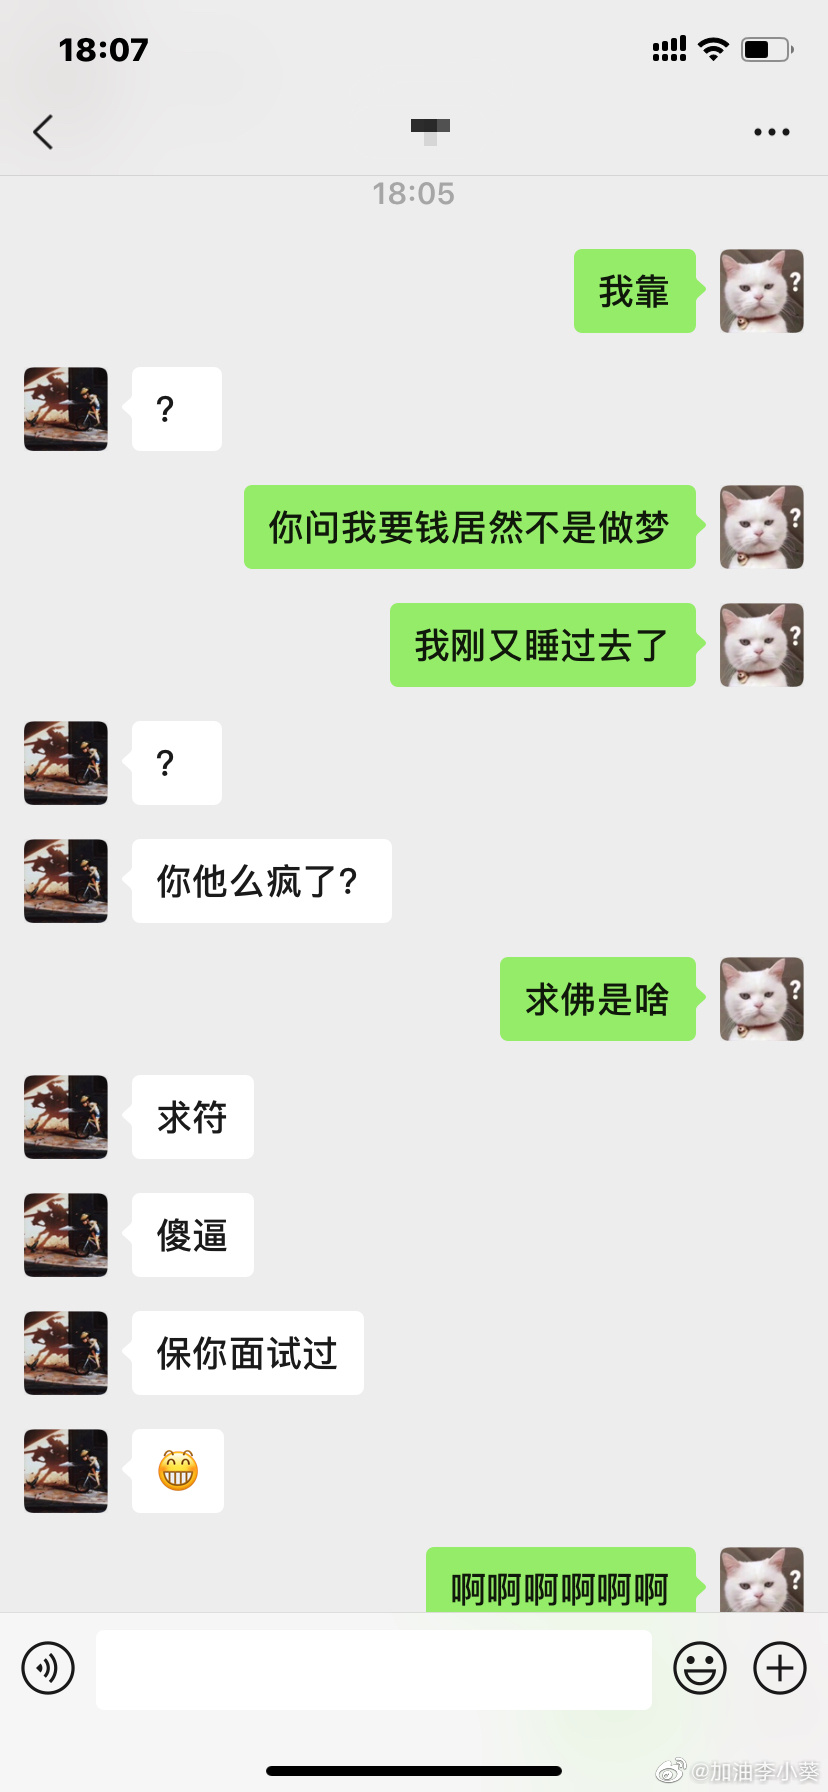 18:07
18:05
我靠
?
你问我要钱居然不是做梦
我刚又睡过去了
?
你他么疯了?
求佛是啥
求符
傻逼
保你面试过
啊啊啊啊啊啊
@加油李小葵